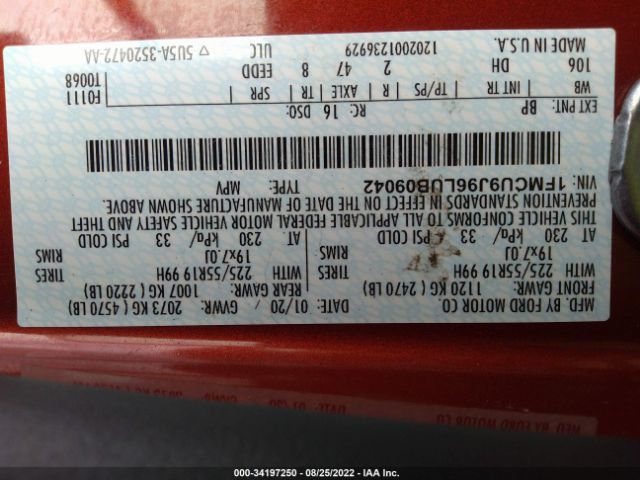 MFD. BY FORD MOTOR CO.
DATE: 01/20 GVWR: 2073 KG ( 4570 LB)
FRONT GAWR: 1120 KG ( 2470 LB) REAR GAWR: 1007 KG ( 2220 LB)
WITH 225/55R19 99H TIRES WITH 225/55R19 99H TIRES
19x7.0J RIMS 19x7.0J RIMS
AT 230 kPa/ 33 PSI COLD AT 230 kPa/ 33 PSI COLD
THIS VEHICLE CONFORMS TO ALL APPLICABLE FEDERAL MOTOR VEHICLE SAFETY AND THEFT
PREVENTION STANDARDS IN EFFECT ON THE DATE OF MANUFACTURE SHOWN ABOVE.
VIN: 1FMCU9J96LUB09042 TYPE: MPV
EXT PNT: BP RC: 16 DSO:
WB INT TR TP/PS R AXLE TR SPR F0111
106 DH 2 47 8 EEDD T0068
MADE IN U.S.A. 120200123692​9 ULC 5U5A-3520472-AA
000-34197250 | 08/25/2022 | IAA Inc.